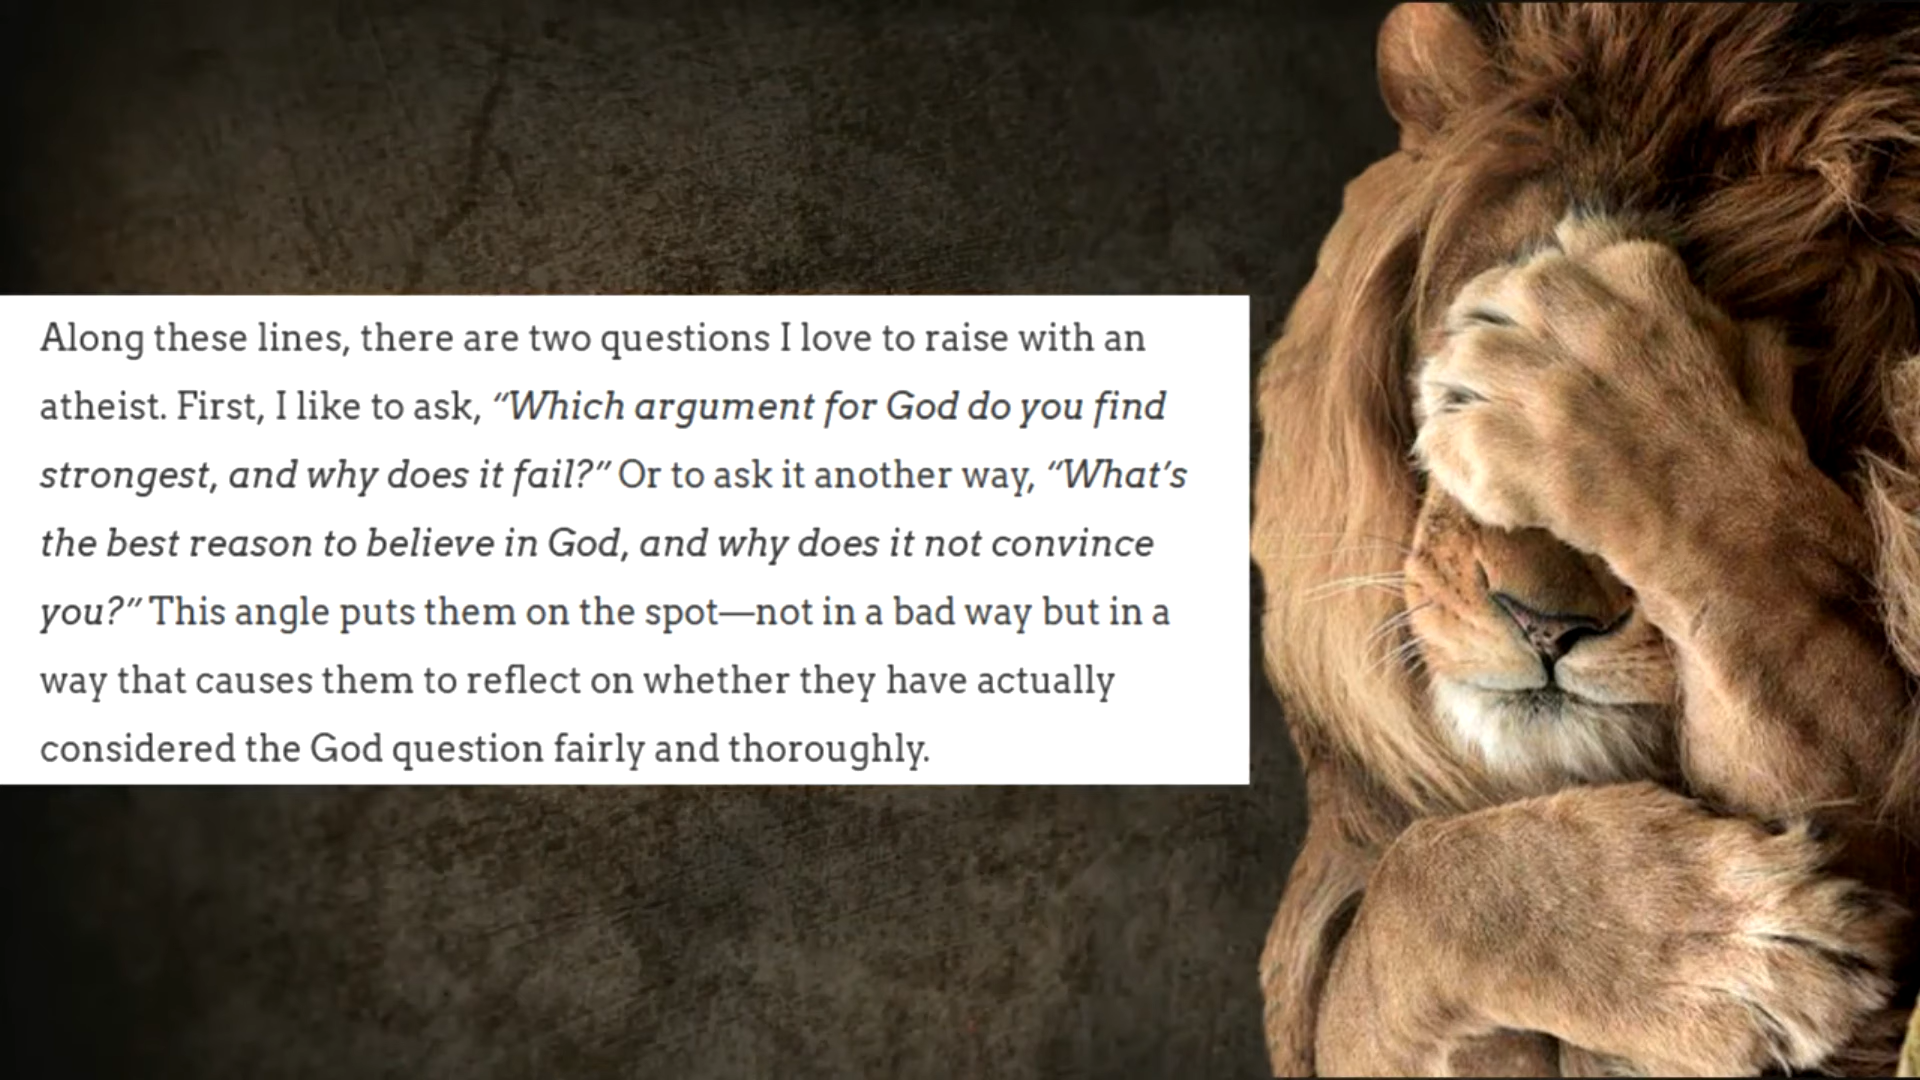 Along these lines, there are two questions I love to raise with an
atheist. First, I like to ask, “Which argument for God do you find
strongest, and why does it fail?” Or to ask it another way, “What’s
the best reason to believe in God, and why does it not convince
you?” This angle puts them on the spot—not in a bad way but in a
way that causes them to reflect on whether they have actually
considered the God question fairly and thoroughly.